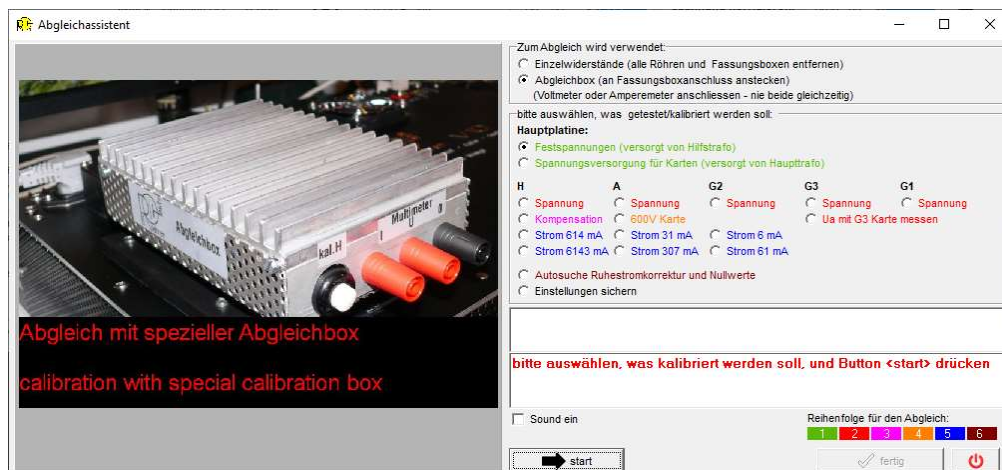 Abgleichassistent
Zum Abgleich wird verwendet:
Einzelwiderstände (alle Röhren und Fassungsboxen entfernen)
Abgleichbox (an Fassungsboxanschluss anstecken)
(Voltmeter oder Amperemeter anschliessen - nie beide gleichzeitig)
bitte auswählen, was getestet/kalibriert werden soll:
Hauptplatine:
Festspannungen (versorgt von Hilfstrafo)
Spannungsversorgung für Karten (versorgt von Haupttrafo)
H A G2 G3 G1
Spannung Spannung Spannung Spannung Spannung
Kompensation 600V Karte Ua mit G3 Karte messen
Strom 614 mA Strom 31 mA Strom 6 mA
Strom 6143 mA Strom 307 mA Strom 61 mA
Autosuche Ruhestromkorrektur und Nullwerte
Einstellungen sichern
Abgleichbox
kal.H
I
Multimeter
U
0
Abgleich mit spezieller Abgleichbox
calibration with special calibration box
bitte auswählen, was kalibriert werden soll, und Button <start> drücken
Sound ein
Reihenfolge für den Abgleich:
1 2 3 4 5 6
start
fertig